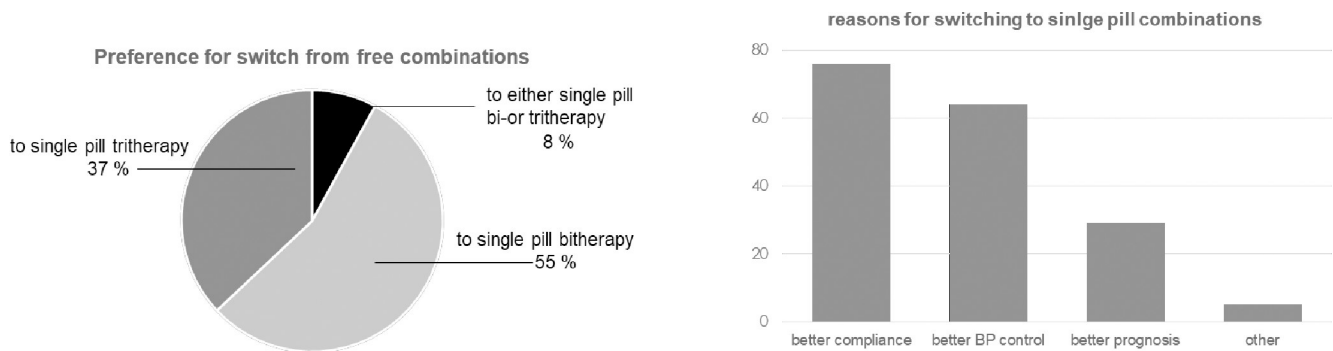 Preference for switch from free combinations
to either single pill
bi-or tritherapy
8 %
to single pill tritherapy
37 %
to single pill bitherapy
55 %
reasons for switching to sinlge pill combinations
80
60
40
20
0
better compliance
better BP control
better prognosis
other